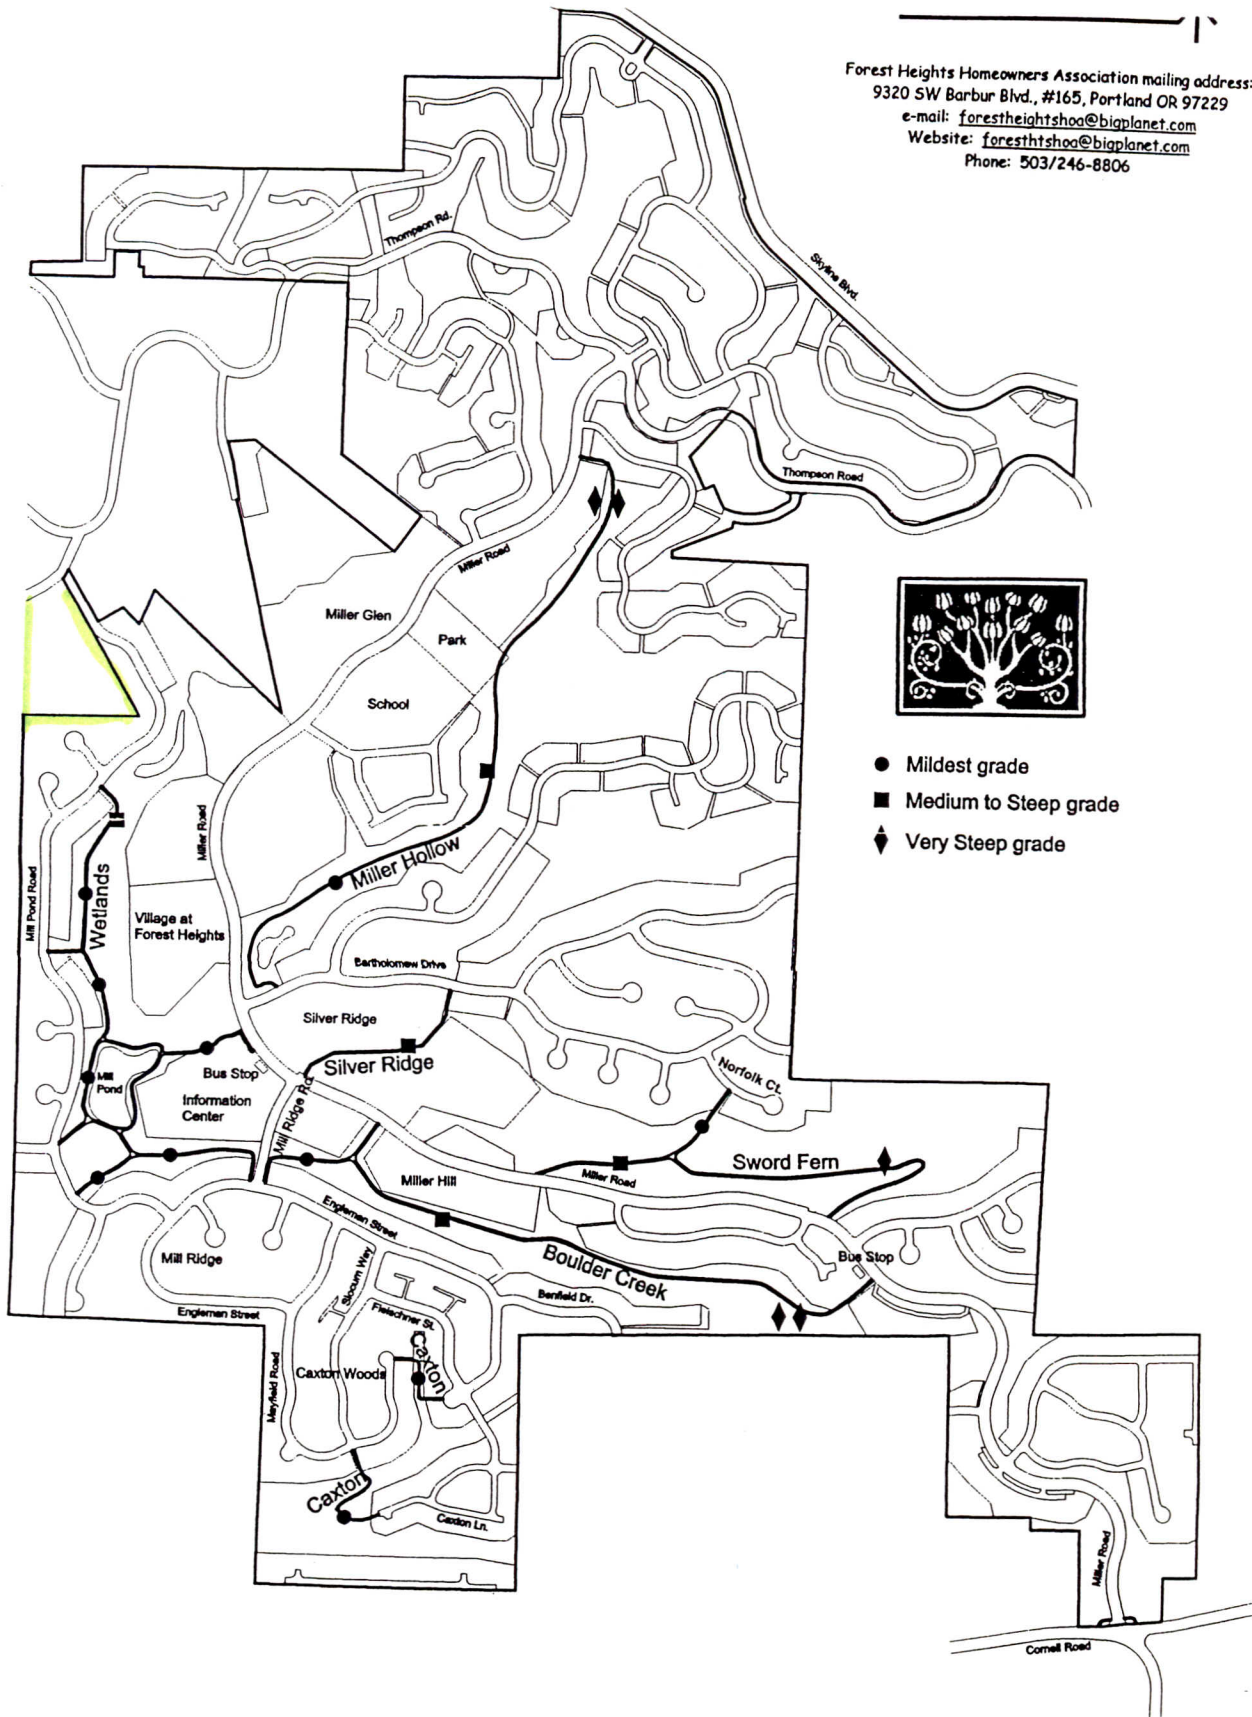 Forest Heights Homeowners Association mailing address:
9320 SW Barbur Blvd., #165, Portland OR 97229
e-mail: forestheightshoa@bigplanet.com
Website: foresthtshoa@bigplanet.com
Phone: 503/246-8806
Thompson Rd.
Skyline Blvd.
Thompson Road
Miller Road
Miller Glen
Park
School
Mildest grade
Medium to Steep grade
Very Steep grade
Miller Road
Miller Hollow
Mill Pond Road
Wetlands
Village at
Forest Heights
Bartholomew Drive
Silver Ridge
Silver Ridge
Mill
Pond
Bus Stop
Information
Center
Mill Ridge Rd.
Norfolk Ct.
Sword Fern
Miller Road
Miller Hill
Engleman Street
Boulder Creek
Bus Stop
Mill Ridge
Slocum Way
Benfield Dr.
Engleman Street
Fleischner St.
Caxton
Caxton Woods
Mayfield Road
Caxton
Caxton Ln.
Miller Road
Cornell Road